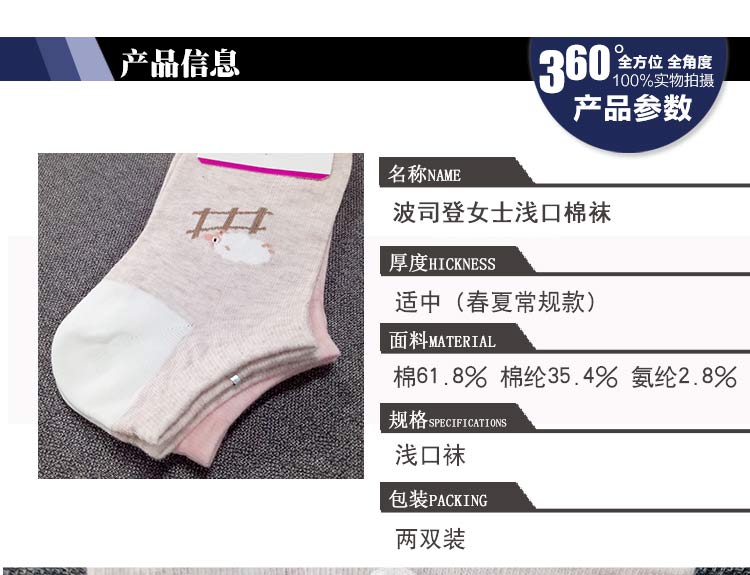 产品信息
360°
全方位 全角度
100%实物拍摄
产品参数
名称NAME
波司登女士浅口棉袜
厚度HICKNESS
适中（春夏常规款）
面料MATERIAL
棉61.8% 棉纶35.4% 氨纶2.8%
规格SPECIFICATIONS
浅口袜
包装PACKING
两双装